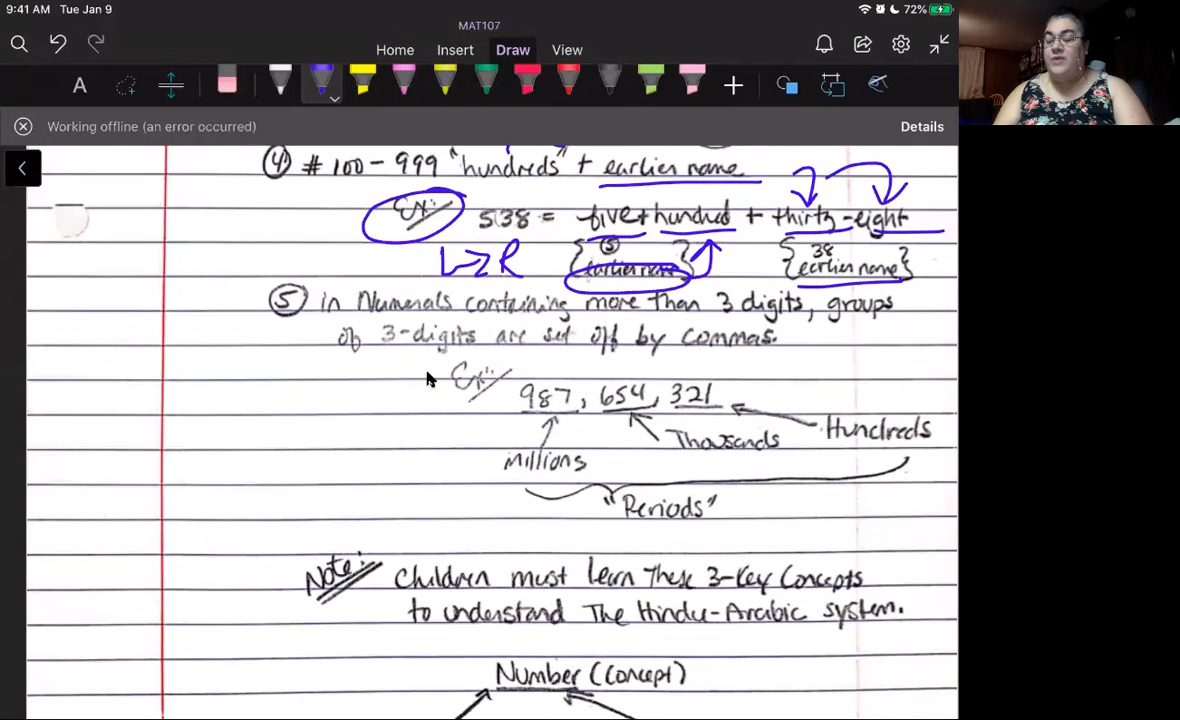 9:41 AM Tue Jan 9
72%
MAT107
Home Insert Draw View
Working offline (an error occurred)
Details
④ # 100-999 "hundreds" + earlier name
Ex: 538 = five + hundred + thirty-eight
L→R {⑤ earlier name} {38 earlier name}
⑤ in Numerals containing more than 3 digits, groups
of 3-digits are set off by commas.
Ex:
987, 654, 321
Thousands Hundreds
Millions
"Periods"
Note: Children must learn These 3-Key Concepts
to understand The Hindu-Arabic system.
Number (Concept)